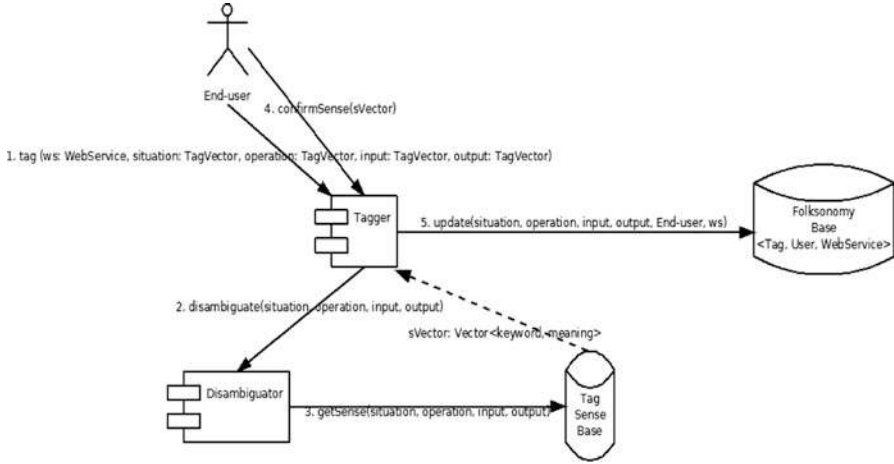 End-user
4. confirmSense(sVector)
1. tag (ws: WebService, situation: TagVector, operation: TagVector, input: TagVector, output: TagVector)
Tagger
5. update(situation, operation, input, output, End-user, ws)
Folksonomy
Base
<Tag, User, WebService>
2. disambiguate(situation, operation, input, output)
sVector: Vector<keyword, meaning>
Disambiguator
3. getSense(situation, operation, input, output)
Tag
Sense
Base